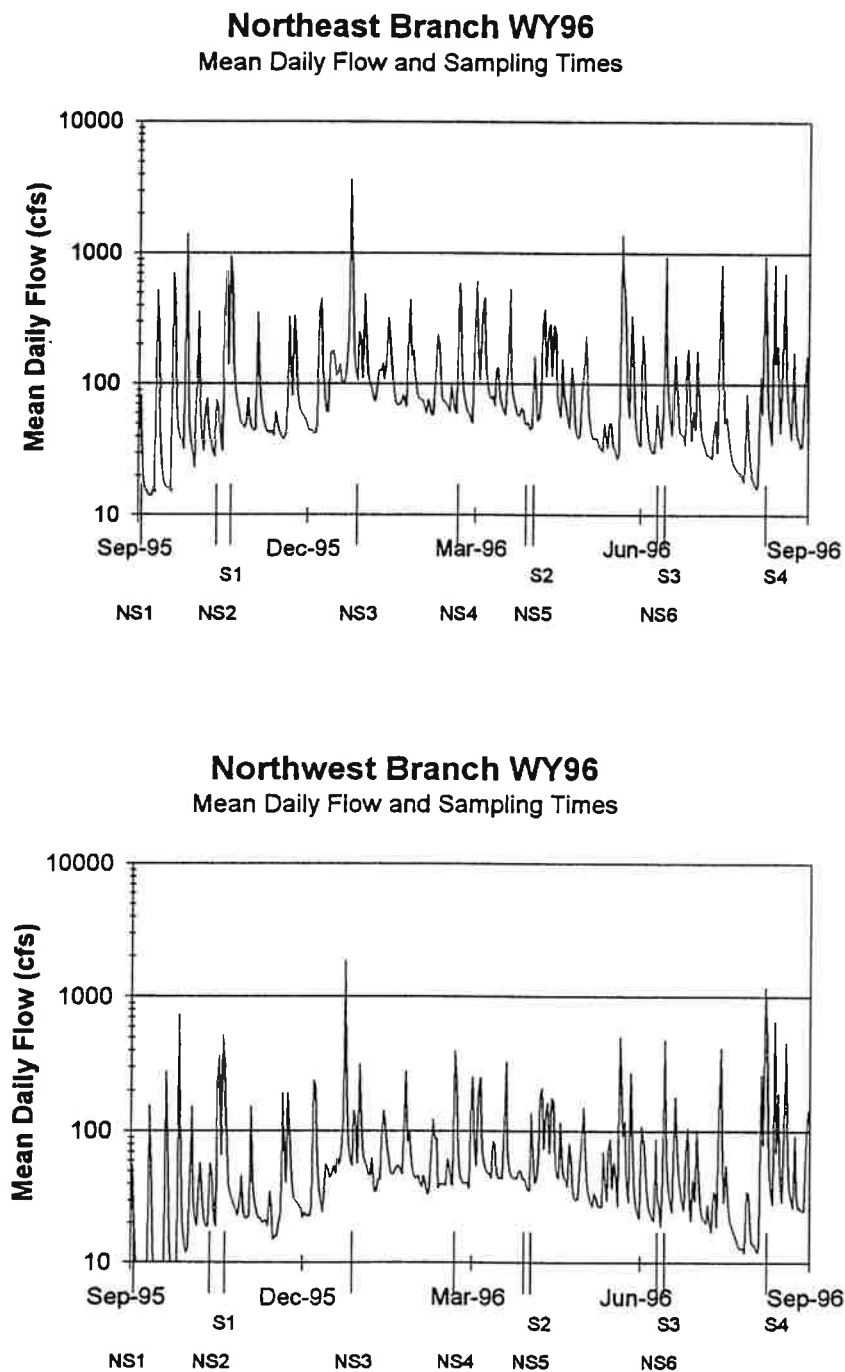 Northeast Branch WY96
Mean Daily Flow and Sampling Times
10000
1000
100
10
Mean Daily Flow (cfs)
Sep-95 Dec-95 Mar-96 Jun-96 Sep-96
S1 S2 S3 S4
NS1 NS2 NS3 NS4 NS5 NS6
Northwest Branch WY96
Mean Daily Flow and Sampling Times
10000
1000
100
10
Mean Daily Flow (cfs)
Sep-95 Dec-95 Mar-96 Jun-96 Sep-96
S1 S2 S3 S4
NS1 NS2 NS3 NS4 NS5 NS6